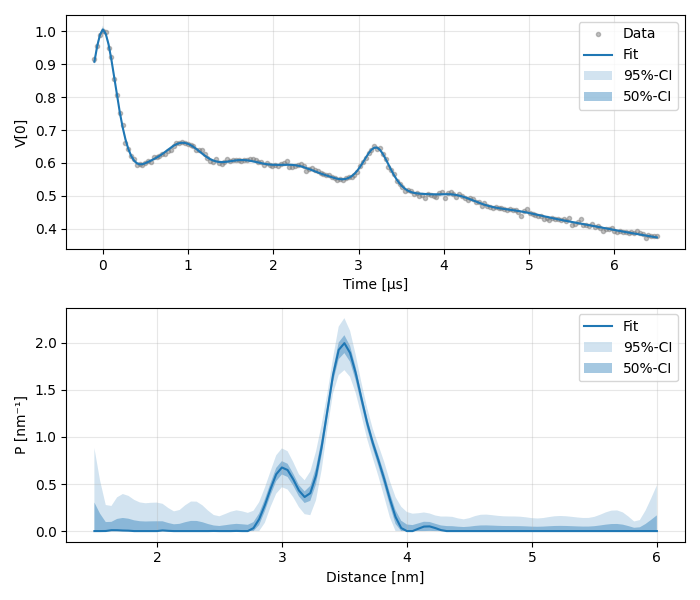 1.0
0.9
0.8
0.7
0.6
0.5
0.4
V[0]
Data
Fit
95%-CI
50%-CI
0 1 2 3 4 5 6
Time [μs]
2.0
1.5
1.0
0.5
0.0
P [nm⁻¹]
Fit
95%-CI
50%-CI
2 3 4 5 6
Distance [nm]